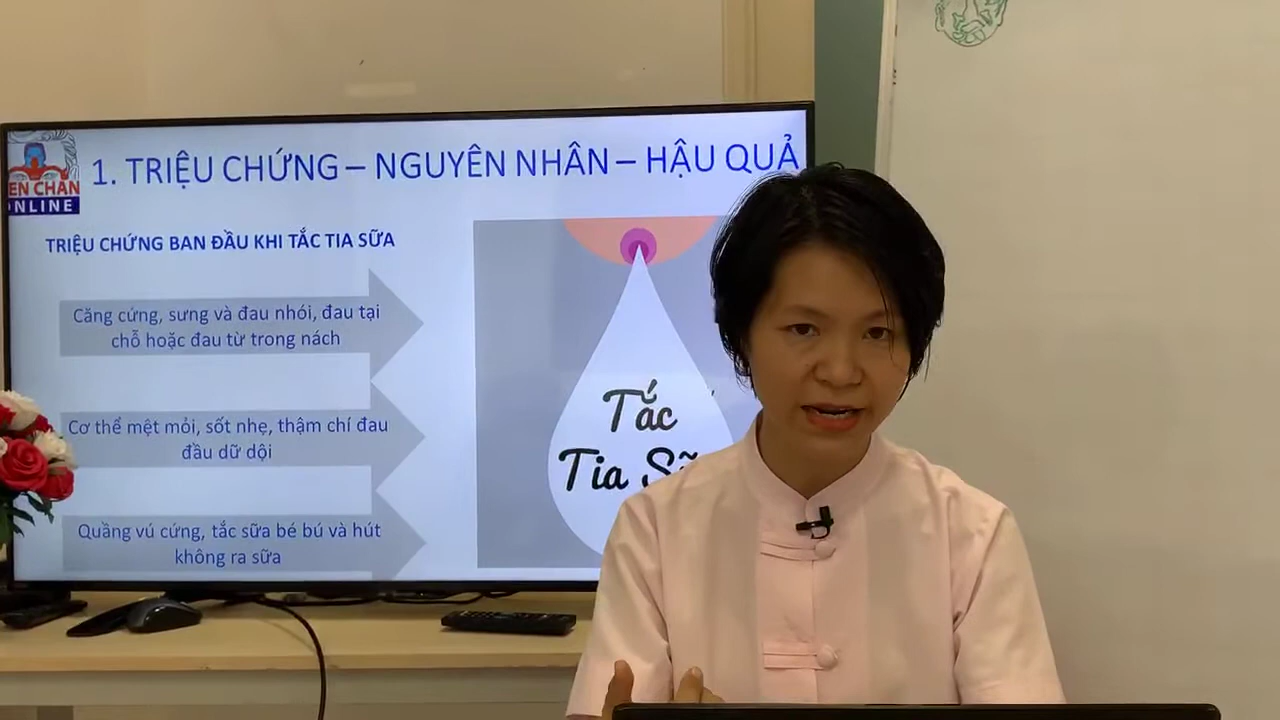 EN CHAN
ONLINE
1. TRIỆU CHỨNG – NGUYÊN NHÂN – HẬU QUẢ
TRIỆU CHỨNG BAN ĐẦU KHI TẮC TIA SỮA
Căng cứng, sưng và đau nhói, đau tại
chỗ hoặc đau từ trong nách
Cơ thể mệt mỏi, sốt nhẹ, thậm chí đau
đầu dữ dội
Quầng vú cứng, tắc sữa bé bú và hút
không ra sữa
Tắc
Tia